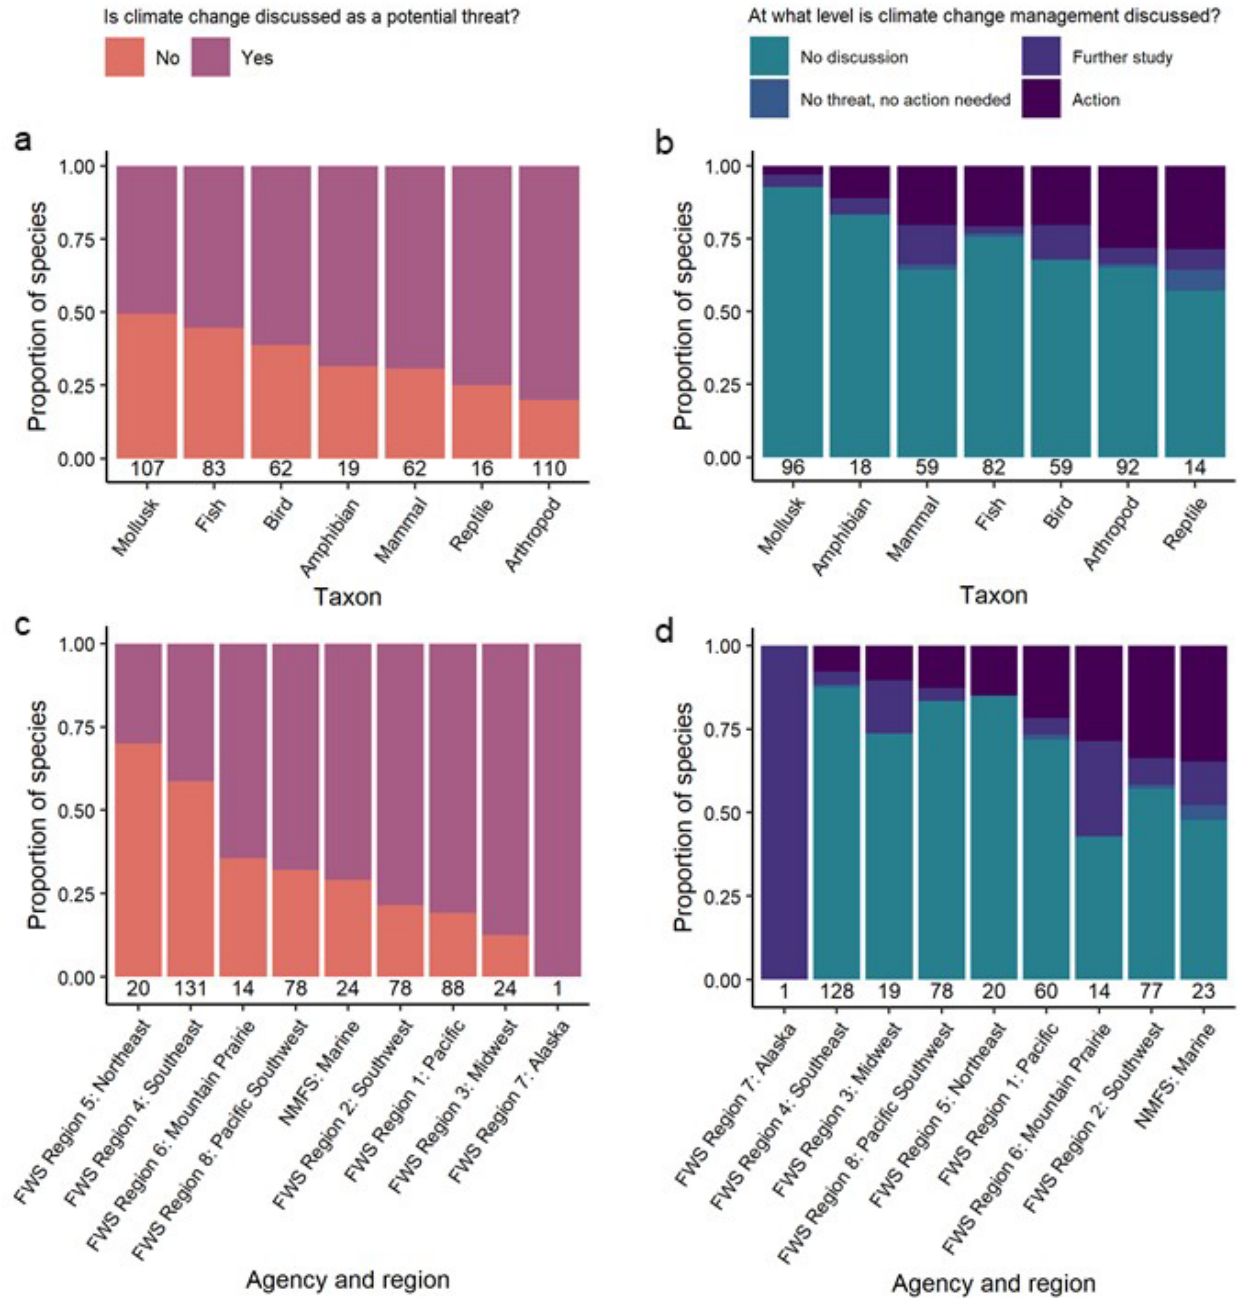 Is climate change discussed as a potential threat?
No Yes
At what level is climate change management discussed?
No discussion Further study
No threat, no action needed Action
a
1.00
0.75
0.50
0.25
0.00
Proportion of species
107 83 62 19 62 16 110
Mollusk Fish Bird Amphibian Mammal Reptile Arthropod
Taxon
b
1.00
0.75
0.50
0.25
0.00
Proportion of species
96 18 59 82 59 92 14
Mollusk Amphibian Mammal Fish Bird Arthropod Reptile
Taxon
c
1.00
0.75
0.50
0.25
0.00
Proportion of species
20 131 14 78 24 78 88 24 1
FWS Region 5: Northeast
FWS Region 4: Southeast
FWS Region 6: Mountain Prairie
FWS Region 8: Pacific Southwest
NMFS: Marine
FWS Region 2: Southwest
FWS Region 1: Pacific
FWS Region 3: Midwest
FWS Region 7: Alaska
Agency and region
d
1.00
0.75
0.50
0.25
0.00
Proportion of species
1 128 19 78 20 60 14 77 23
FWS Region 7: Alaska
FWS Region 4: Southeast
FWS Region 3: Midwest
FWS Region 8: Pacific Southwest
FWS Region 5: Northeast
FWS Region 1: Pacific
FWS Region 6: Mountain Prairie
FWS Region 2: Southwest
NMFS: Marine
Agency and region